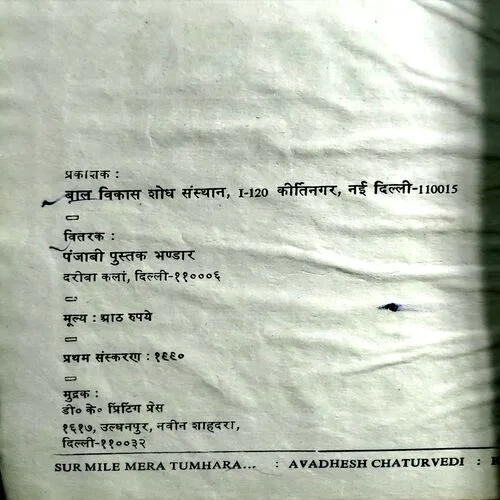 प्रकाशक :
बाल विकास शोध संस्थान, I-120 कीर्तिनगर, नई दिल्ली-110015
वितरक :
पंजाबी पुस्तक भण्डार
दरीबा कलां, दिल्ली-११०००६
मूल्य : आठ रुपये
प्रथम संस्करण : १९९०
मुद्रक :
डी० के० प्रिंटिंग प्रेस
१६१७, उल्धनपुर, नवीन शाहदरा,
दिल्ली-११००३२
SUR MILE MERA TUMHARA... : AVADHESH CHATURVEDI :